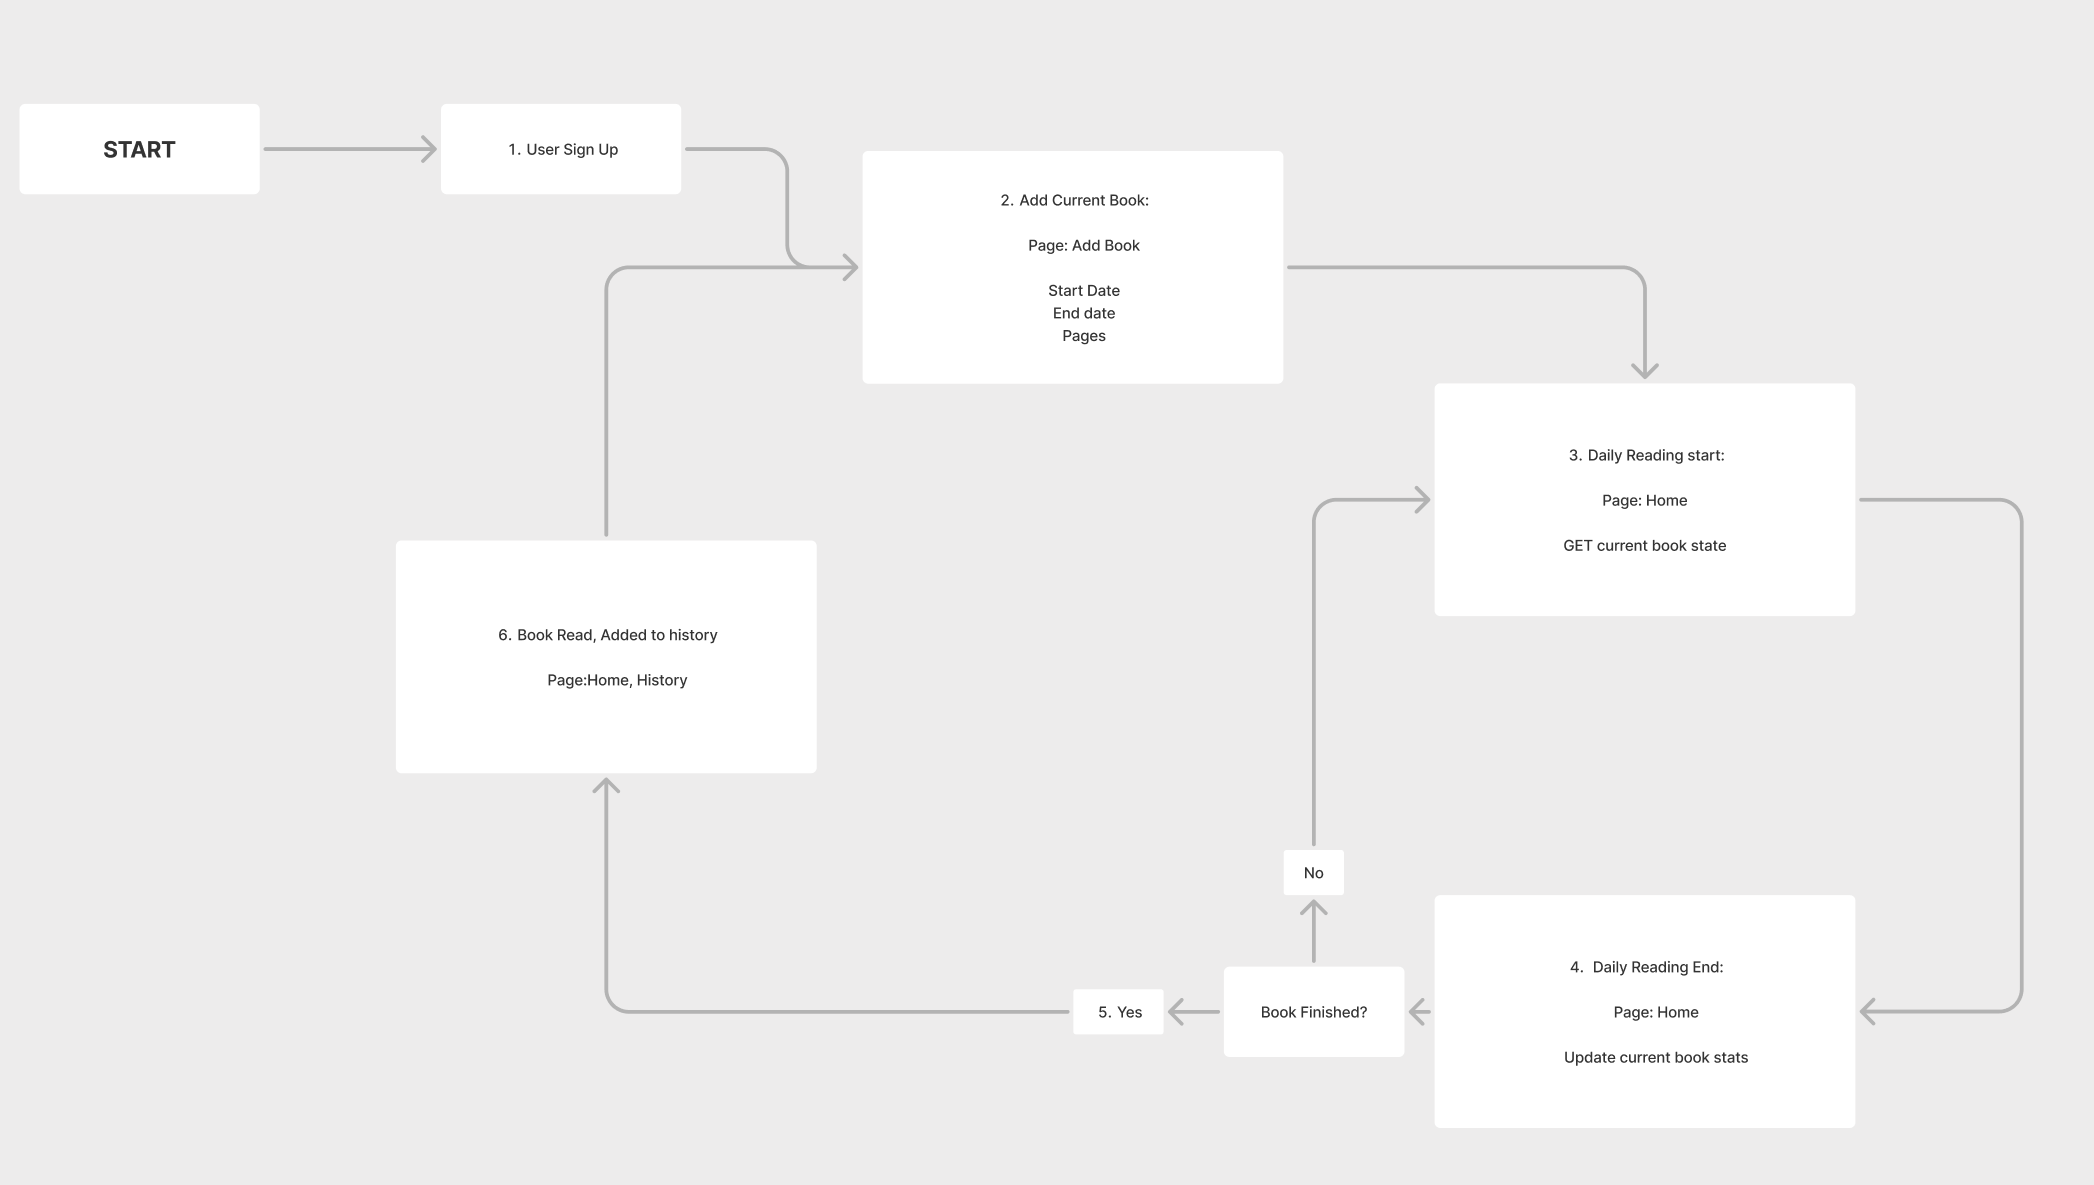 START
1. User Sign Up
2. Add Current Book:
Page: Add Book
Start Date
End date
Pages
3. Daily Reading start:
Page: Home
GET current book state
4. Daily Reading End:
Page: Home
Update current book stats
Book Finished?
No
5. Yes
6. Book Read, Added to history
Page:Home, History